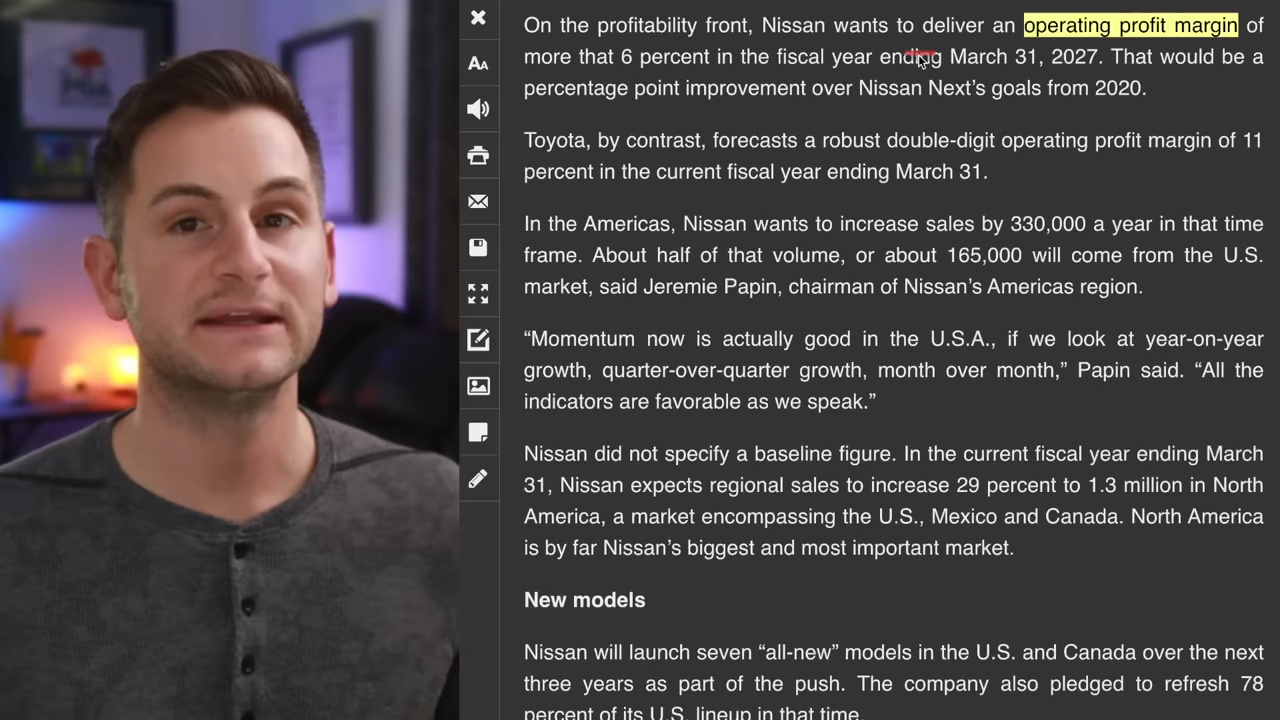 On the profitability front, Nissan wants to deliver an operating profit margin of
more that 6 percent in the fiscal year ending March 31, 2027. That would be a
percentage point improvement over Nissan Next’s goals from 2020.
Toyota, by contrast, forecasts a robust double-digit operating profit margin of 11
percent in the current fiscal year ending March 31.
In the Americas, Nissan wants to increase sales by 330,000 a year in that time
frame. About half of that volume, or about 165,000 will come from the U.S.
market, said Jeremie Papin, chairman of Nissan’s Americas region.
“Momentum now is actually good in the U.S.A., if we look at year-on-year
growth, quarter-over-quarter growth, month over month,” Papin said. “All the
indicators are favorable as we speak.”
Nissan did not specify a baseline figure. In the current fiscal year ending March
31, Nissan expects regional sales to increase 29 percent to 1.3 million in North
America, a market encompassing the U.S., Mexico and Canada. North America
is by far Nissan’s biggest and most important market.
New models
Nissan will launch seven “all-new” models in the U.S. and Canada over the next
three years as part of the push. The company also pledged to refresh 78
percent of its U.S. lineup in that time.